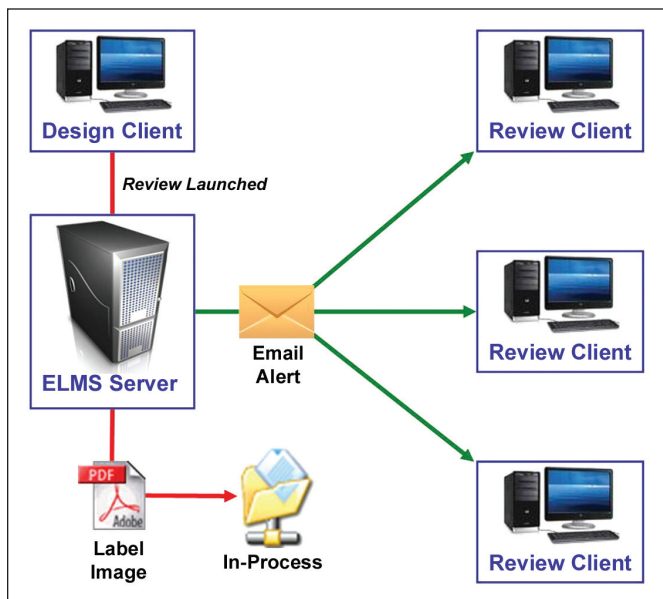 Design Client
Review Client
Review Launched
ELMS Server
Email
Alert
Review Client
PDF
Adobe
Label
Image
In-Process
Review Client